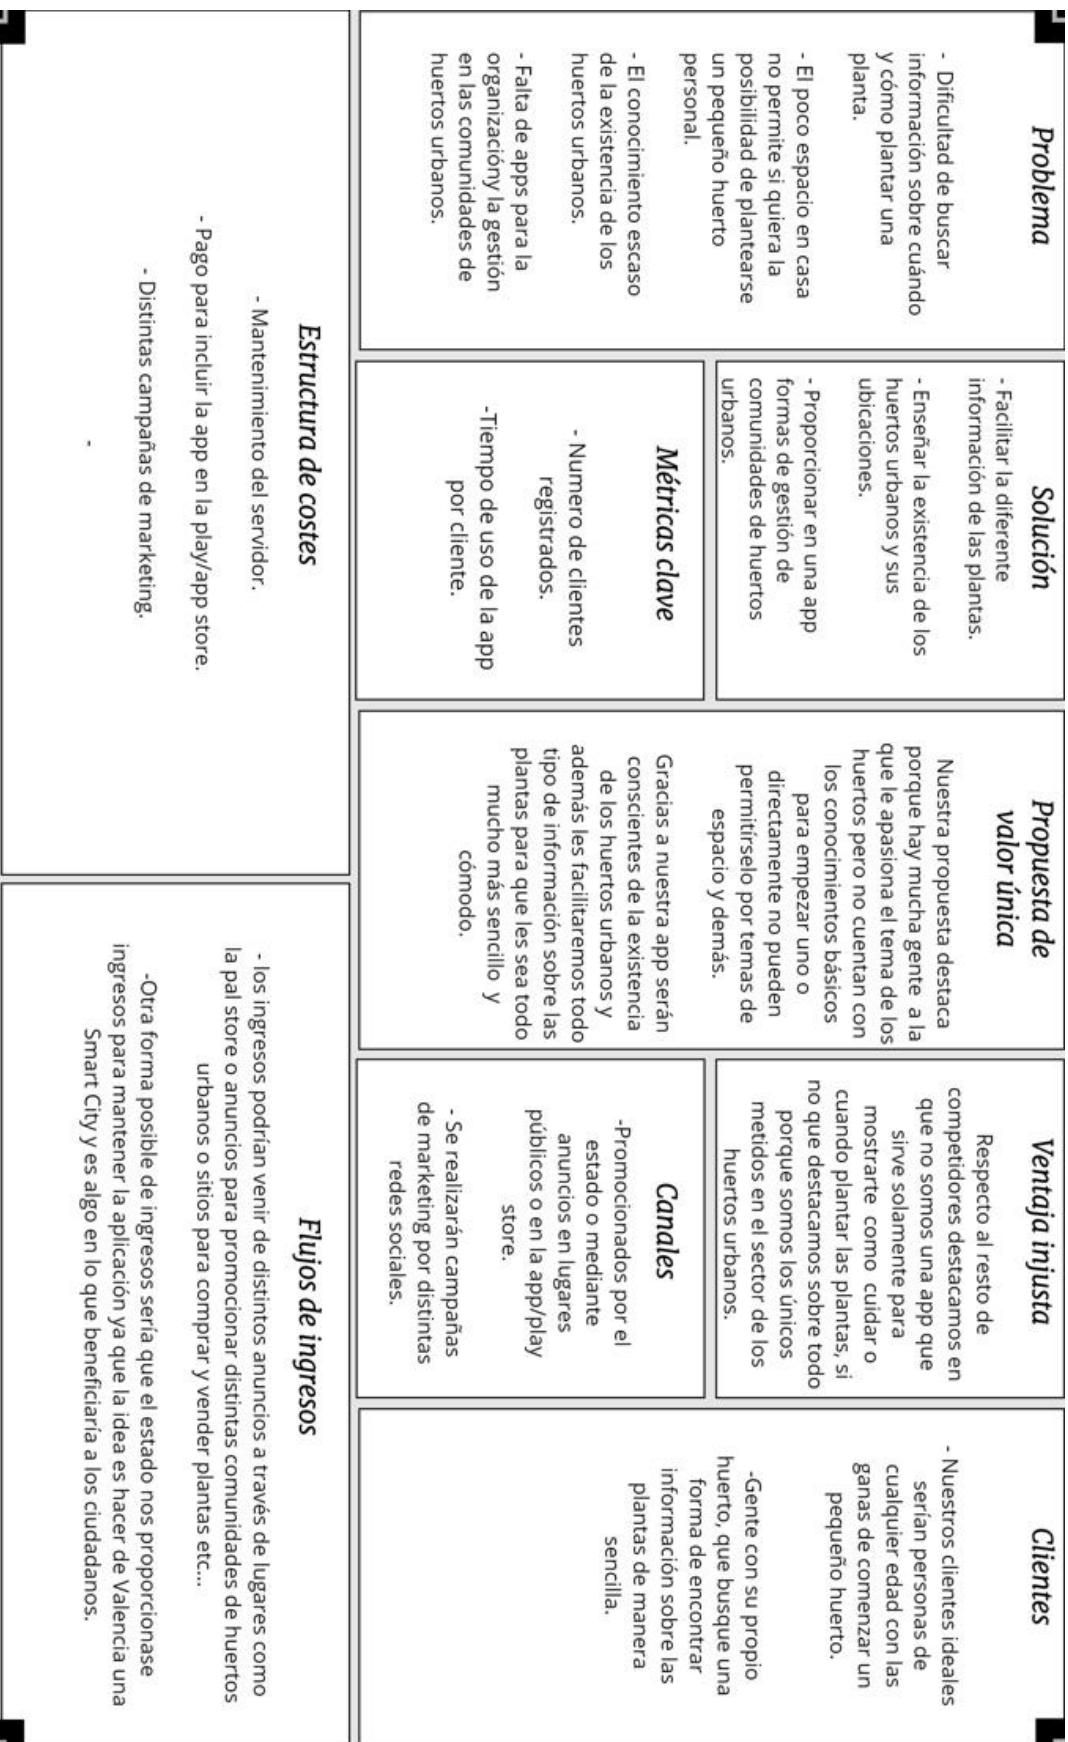 Problema
- Dificultad de buscar
información sobre cuándo
y cómo plantar una
planta.
- El poco espacio en casa
no permite si quiera la
posibilidad de plantearse
un pequeño huerto
personal.
- El conocimiento escaso
de la existencia de los
huertos urbanos.
- Falta de apps para la
organizacióny la gestión
en las comunidades de
huertos urbanos.
Solución
- Facilitar la diferente
información de las plantas.
- Enseñar la existencia de los
huertos urbanos y sus
ubicaciones.
- Proporcionar en una app
formas de gestión de
comunidades de huertos
urbanos.
Métricas clave
- Numero de clientes
registrados.
-Tiempo de uso de la app
por cliente.
Propuesta de
valor única
Nuestra propuesta destaca
porque hay mucha gente a la
que le apasiona el tema de los
huertos pero no cuentan con
los conocimientos básicos
para empezar uno o
directamente no pueden
permitírselo por temas de
espacio y demás.
Gracias a nuestra app serán
conscientes de la existencia
de los huertos urbanos y
además les facilitaremos todo
tipo de información sobre las
plantas para que les sea todo
mucho más sencillo y
cómodo.
Ventaja injusta
Respecto al resto de
competidores destacamos en
que no somos una app que
sirve solamente para
mostrarte como cuidar o
cuando plantar las plantas, si
no que destacamos sobre todo
porque somos los únicos
metidos en el sector de los
huertos urbanos.
Canales
-Promocionados por el
estado o mediante
anuncios en lugares
públicos o en la app/play
store.
- Se realizarán campañas
de marketing por distintas
redes sociales.
Clientes
- Nuestros clientes ideales
serían personas de
cualquier edad con las
ganas de comenzar un
pequeño huerto.
-Gente con su propio
huerto, que busque una
forma de encontrar
información sobre las
plantas de manera
sencilla.
Estructura de costes
- Mantenimiento del servidor.
- Pago para incluir la app en la play/app store.
- Distintas campañas de marketing.
-
Flujos de ingresos
- los ingresos podrían venir de distintos anuncios a través de lugares como
la pal store o anuncios para promocionar distintas comunidades de huertos
urbanos o sitios para comprar y vender plantas etc...
-Otra forma posible de ingresos sería que el estado nos proporcionase
ingresos para mantener la aplicación ya que la idea es hacer de Valencia una
Smart City y es algo en lo que beneficiaría a los ciudadanos.